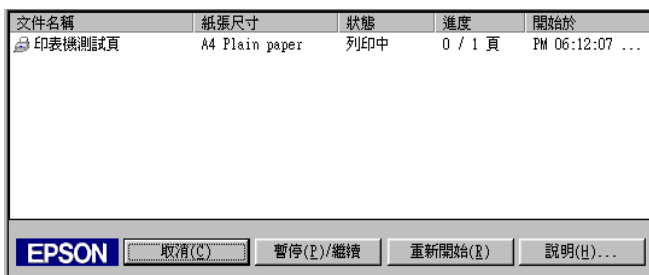 文件名稱 紙張尺寸 狀態 進度 開始於
印表機測試頁 A4 Plain paper 列印中 0 / 1 頁 PM 06:12:07 ...
EPSON 取消(C) 暫停(P)/繼續 重新開始(R) 說明(H)...